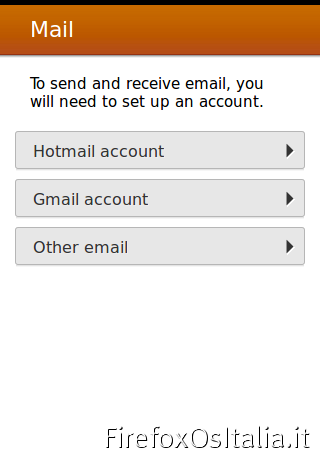 Mail
To send and receive email, you
will need to set up an account.
Hotmail account
Gmail account
Other email
FirefoxOsItalia.it